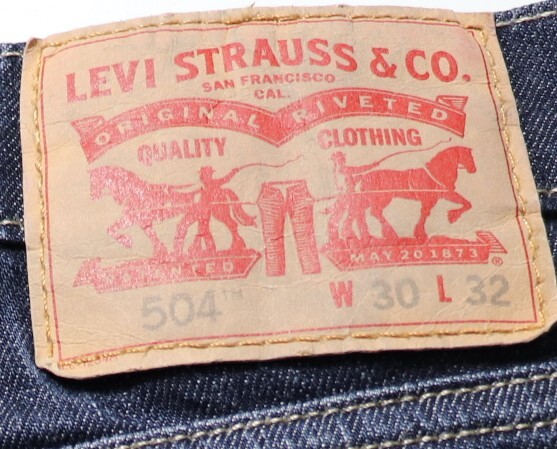 LEVI STRAUSS & CO.
SAN FRANCISCO
CAL.
ORIGINAL RIVETED
QUALITY CLOTHING
MAY 20 1873 ®
504™ W 30 L 32